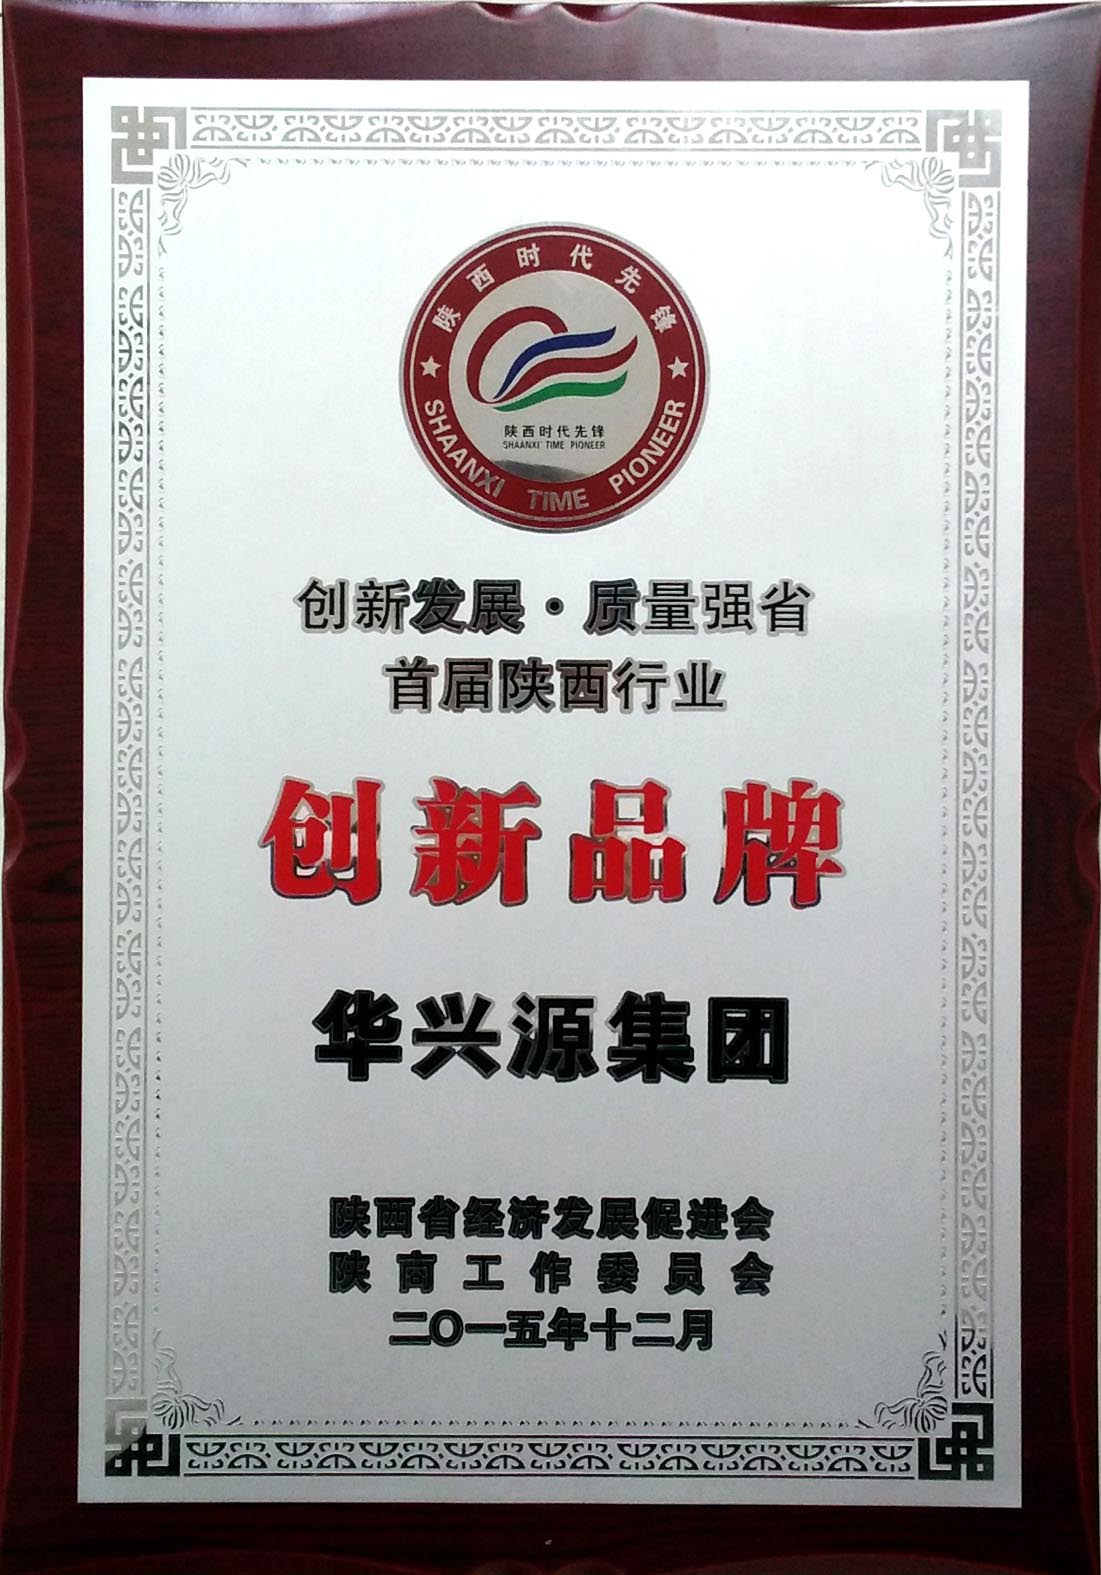 陕西时代先锋
陕西时代先锋
SHAANXI TIME PIONEER
SHAANXI TIME PIONEER
创新发展·质量强省
首届陕西行业
创新品牌
华兴源集团
陕西省经济发展促进会
陕商工作委员会
二〇一五年十二月